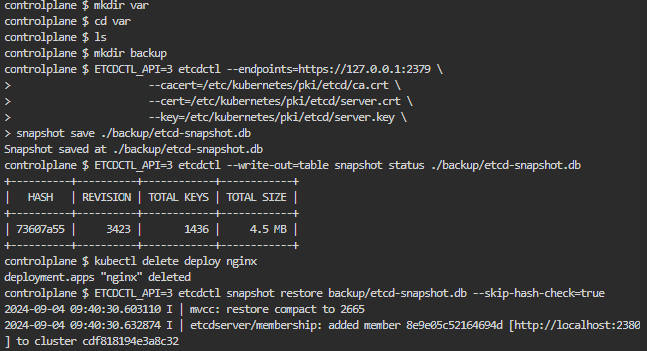 controlplane $ mkdir var
controlplane $ cd var
controlplane $ ls
controlplane $ mkdir backup
controlplane $ ETCDCTL_API=3 etcdctl --endpoints=https://127.0.0.1:2379 \
>                     --cacert=/etc/kubernetes/pki/etcd/ca.crt \
>                     --cert=/etc/kubernetes/pki/etcd/server.crt \
>                     --key=/etc/kubernetes/pki/etcd/server.key \
> snapshot save ./backup/etcd-snapshot.db
Snapshot saved at ./backup/etcd-snapshot.db
controlplane $ ETCDCTL_API=3 etcdctl --write-out=table snapshot status ./backup/etcd-snapshot.db
+----------+----------+------------+------------+
|   HASH   | REVISION | TOTAL KEYS | TOTAL SIZE |
+----------+----------+------------+------------+
| 73607a55 |     3423 |       1436 |     4.5 MB |
+----------+----------+------------+------------+
controlplane $ kubectl delete deploy nginx
deployment.apps "nginx" deleted
controlplane $ ETCDCTL_API=3 etcdctl snapshot restore backup/etcd-snapshot.db --skip-hash-check=true
2024-09-04 09:40:30.603110 I | mvcc: restore compact to 2665
2024-09-04 09:40:30.632874 I | etcdserver/membership: added member 8e9e05c52164694d [http://localhost:2380
] to cluster cdf818194e3a8c32